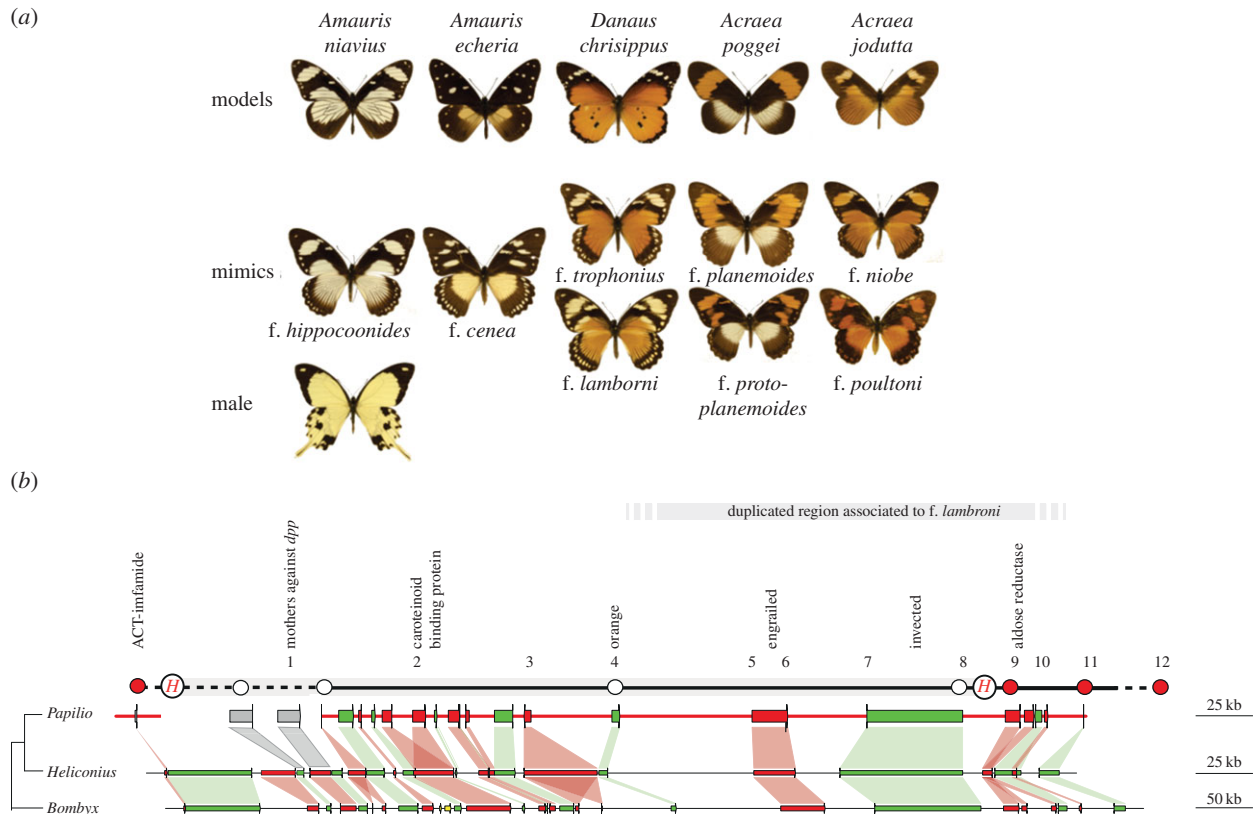 (a)
Amauris niavius
Amauris echeria
Danaus chrisippus
Acraea poggei
Acraea jodutta
models
mimics
f. hippocoonides
f. cenea
f. trophonius
f. planemoides
f. niobe
f. lamborni
f. proto-
planemoides
f. poultoni
male
(b)
duplicated region associated to f. lambroni
ACT-imfamide
mothers against dpp
caroteinoid
binding protein
orange
engrailed
invected
aldose reductase
1 2 3 4 5 6 7 8 9 10 11 12
H H
Papilio
25 kb
Heliconius
25 kb
Bombyx
50 kb